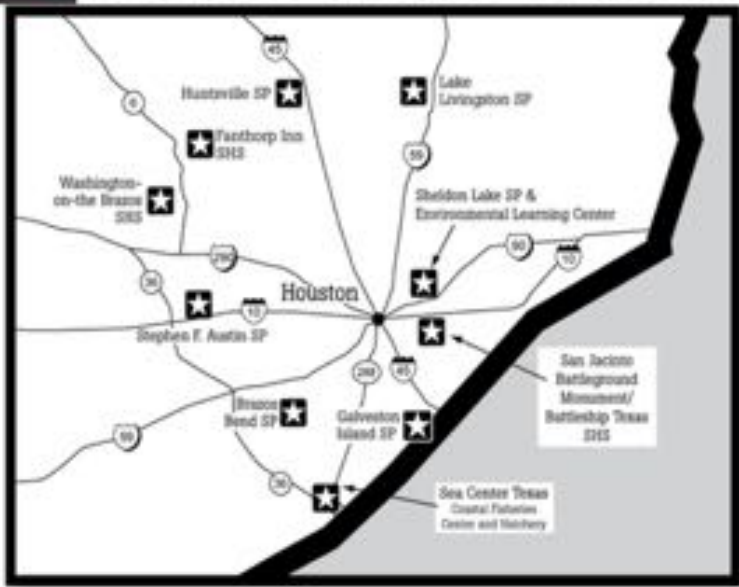 45
Huntsville SP
Lake
Livingston SP
6
Fanthorp Inn
SHS
59
Washington-
on-the Brazos
SHS
Sheldon Lake SP &
Environmental Learning Center
290
90
10
36
Houston
10
Stephen F. Austin SP
San Jacinto
Battleground
Monument/
Battleship Texas
SHS
288
45
Brazos
Bend SP
Galveston
Island SP
59
36
Sea Center Texas
Coastal Fisheries
Center and Hatchery